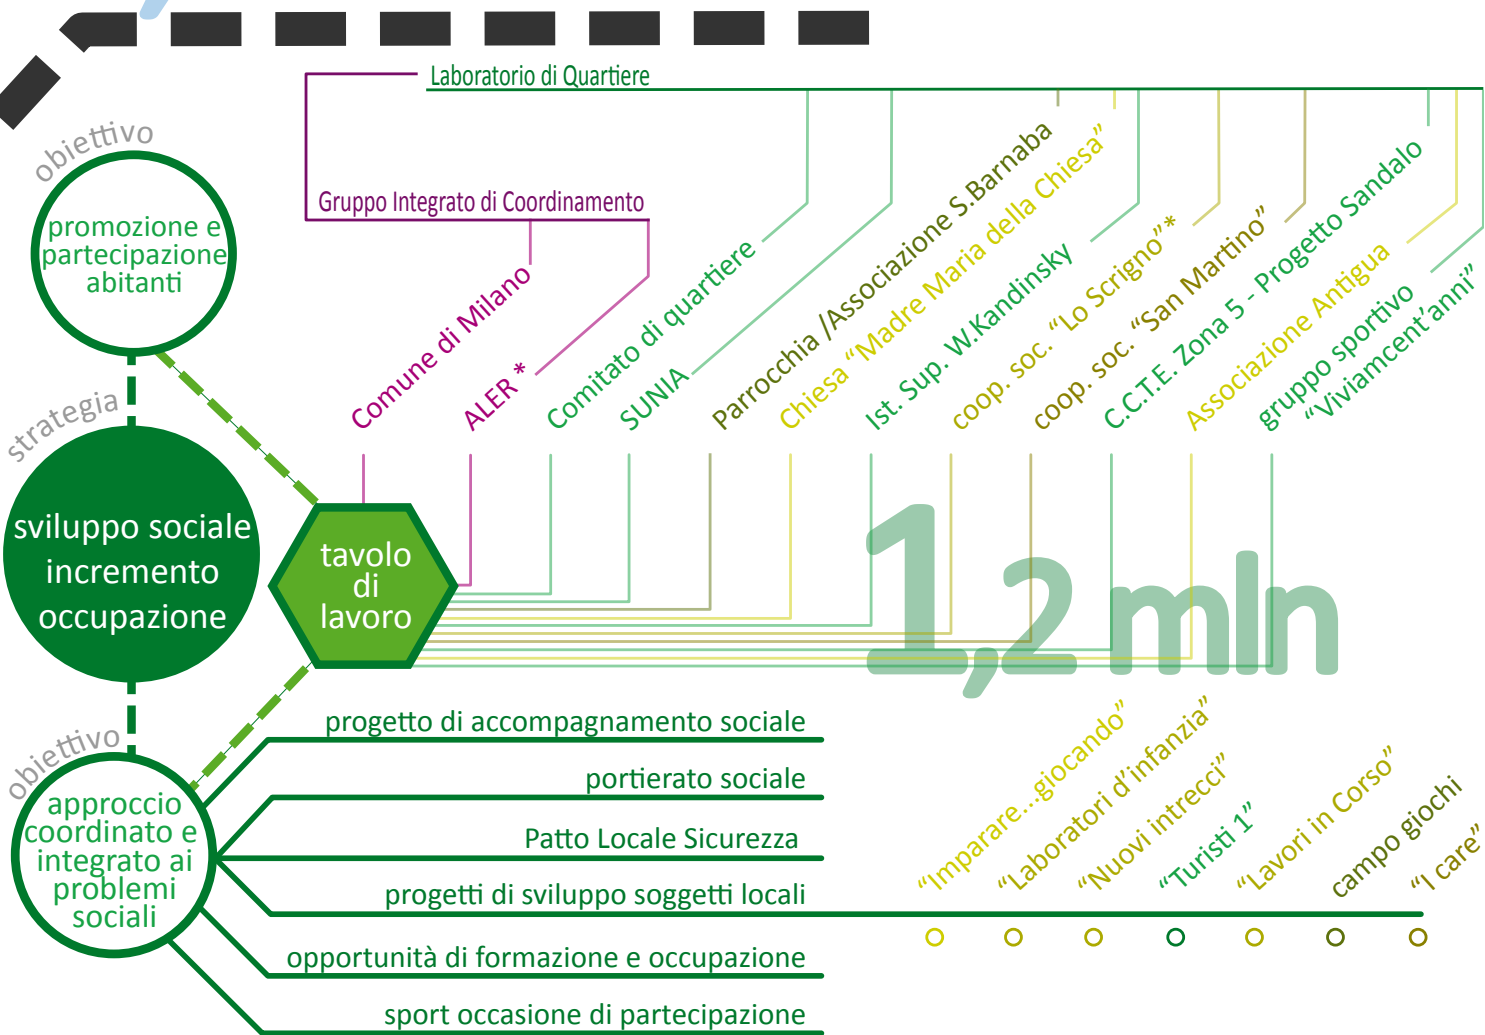 Laboratorio di Quartiere
Gruppo Integrato di Coordinamento
obiettivo
promozione e
partecipazione
abitanti
strategia
sviluppo sociale
incremento
occupazione
tavolo
di
lavoro
Comune di Milano
ALER *
Comitato di quartiere
SUNIA
Parrocchia /Associazione S.Barnaba
Chiesa “Madre Maria della Chiesa”
Ist. Sup. W.Kandinsky
coop. soc. “Lo Scrigno”*
coop. soc. “San Martino”
C.C.T.E. Zona 5 - Progetto Sandalo
Associazione Antigua
gruppo sportivo
“Viviamcent’anni”
1,2 mln
obiettivo
approccio
coordinato e
integrato ai
problemi
sociali
progetto di accompagnamento sociale
portierato sociale
Patto Locale Sicurezza
progetti di sviluppo soggetti locali
opportunità di formazione e occupazione
sport occasione di partecipazione
“Imparare...giocando”
“Laboratori d’infanzia”
“Nuovi intrecci”
“Turisti 1”
“Lavori in Corso”
campo giochi
“I care”